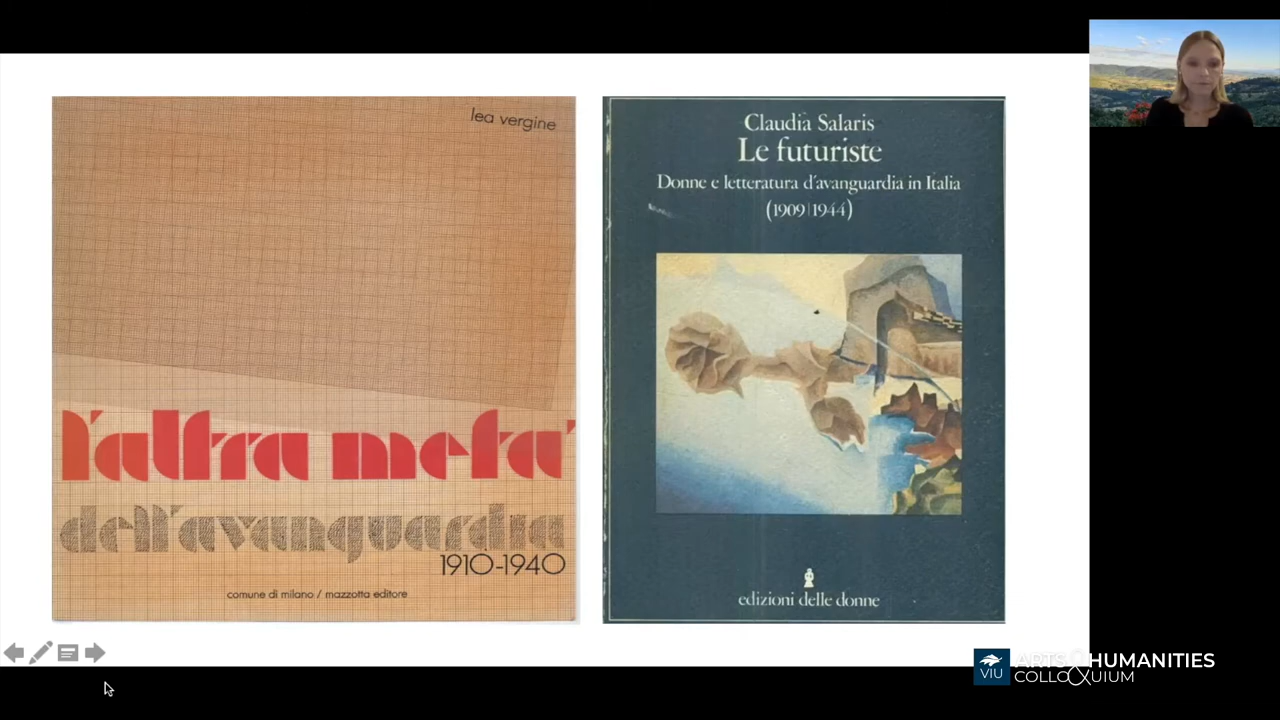 lea vergine
l'altra metà
dell'avanguardia
1910-1940
comune di milano / mazzotta editore
Claudia Salaris
Le futuriste
Donne e letteratura d'avanguardia in Italia
(1909|1944)
edizioni delle donne
VIU
ARTS & HUMANITIES
COLLOQUIUM